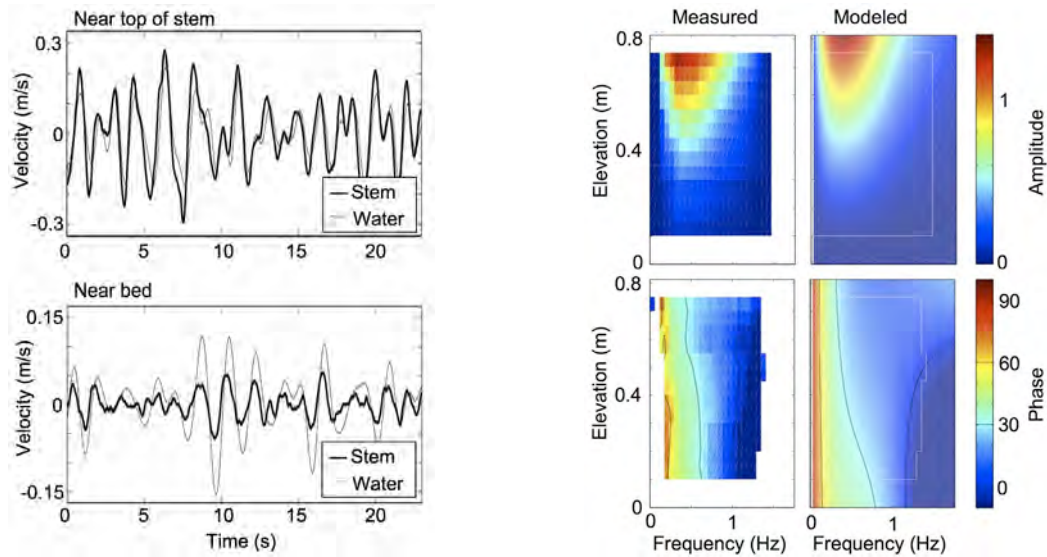 Near top of stem
0.3
0
-0.3
Velocity (m/s)
Stem
Water
0 5 10 15 20
Near bed
0.15
0
-0.15
Velocity (m/s)
Stem
Water
0 5 10 15 20
Time (s)
Measured Modeled
0.8
0.4
0
Elevation (m)
1
0
Amplitude
0.8
0.4
0
Elevation (m)
90
60
30
0
Phase
0 1 0 1
Frequency (Hz) Frequency (Hz)